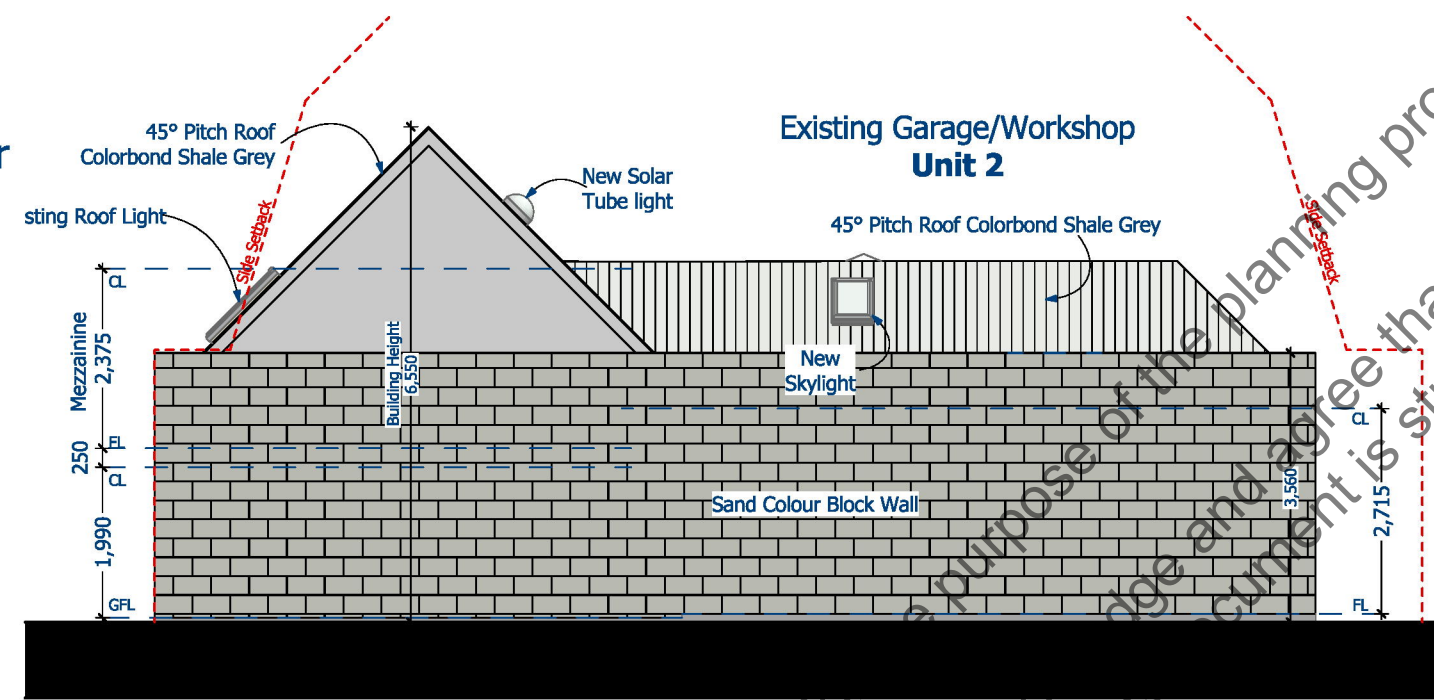 r
45° Pitch Roof
Colorbond Shale Grey
sting Roof Light
Side Setback
New Solar
Tube light
Existing Garage/Workshop
Unit 2
45° Pitch Roof Colorbond Shale Grey
Side Setback
CL
Mezzainine
2,375
Building Height
6,550
New
Skylight
FL
250
CL
CL
Sand Colour Block Wall
3,560
2,715
1,990
GFL
FL
of the planning pro
e purpose
dge and agree tha
ocument is st